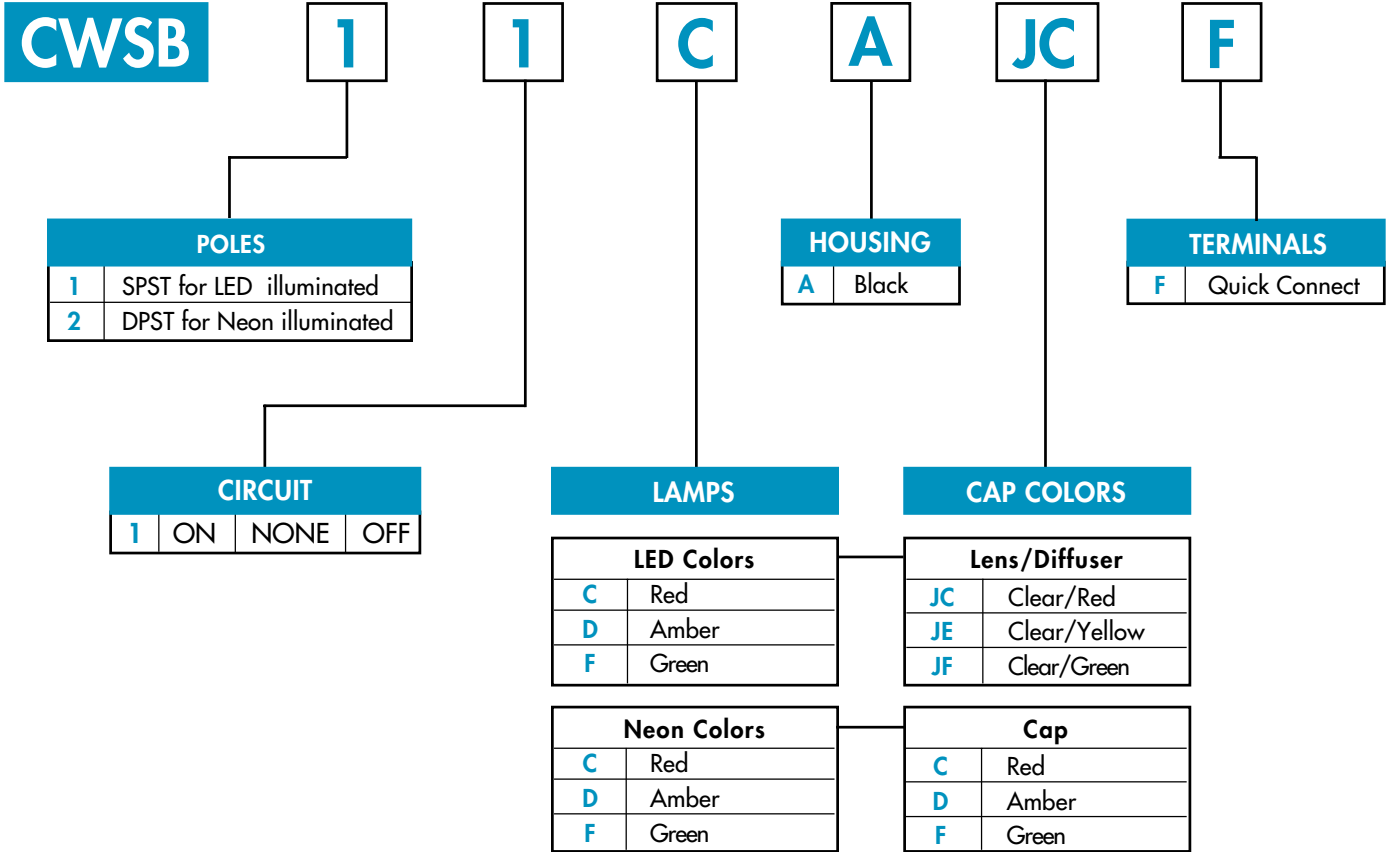 CWSB 1 1 C A JC F
POLES
1 SPST for LED illuminated
2 DPST for Neon illuminated
HOUSING
A Black
TERMINALS
F Quick Connect
CIRCUIT
1 ON NONE OFF
LAMPS
LED Colors
C Red
D Amber
F Green
Neon Colors
C Red
D Amber
F Green
CAP COLORS
Lens/Diffuser
JC Clear/Red
JE Clear/Yellow
JF Clear/Green
Cap
C Red
D Amber
F Green